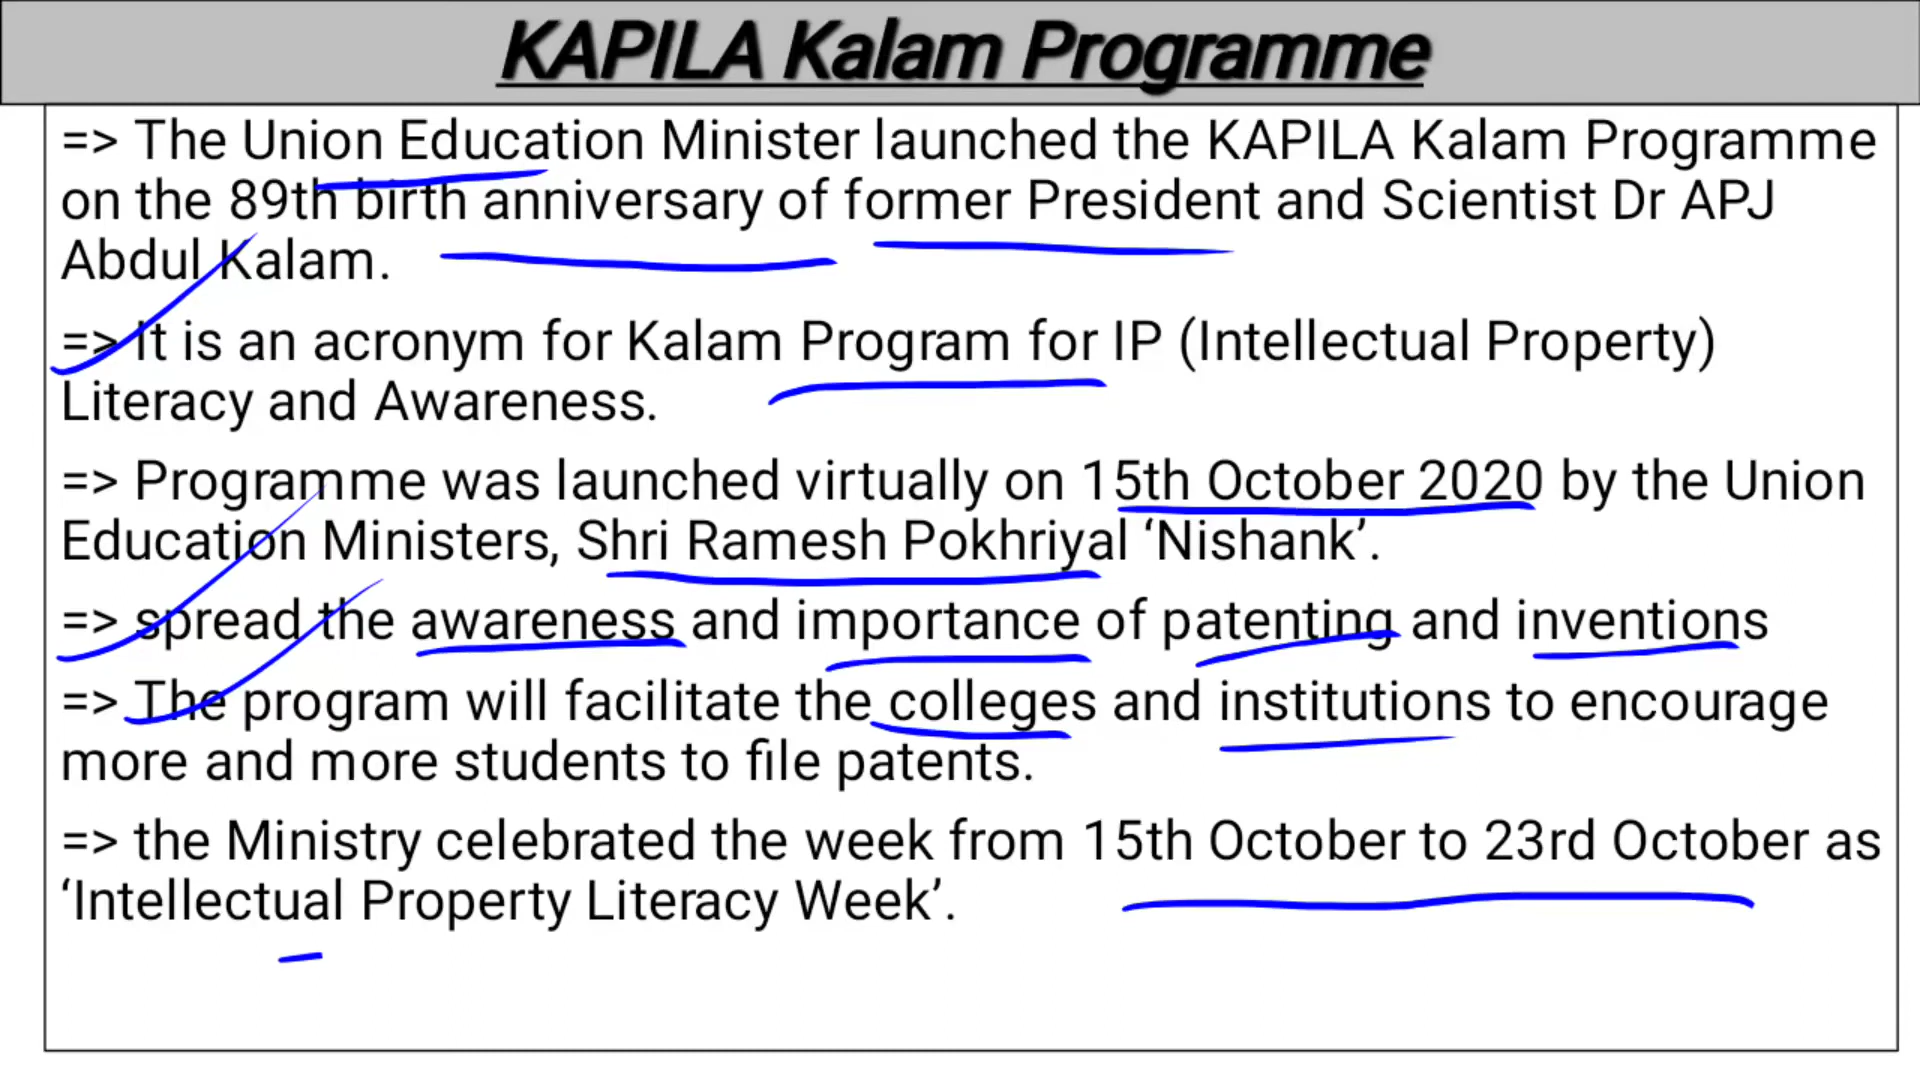 KAPILA Kalam Programme
=> The Union Education Minister launched the KAPILA Kalam Programme
on the 89th birth anniversary of former President and Scientist Dr APJ
Abdul Kalam.
=> It is an acronym for Kalam Program for IP (Intellectual Property)
Literacy and Awareness.
=> Programme was launched virtually on 15th October 2020 by the Union
Education Ministers, Shri Ramesh Pokhriyal ‘Nishank’.
=> spread the awareness and importance of patenting and inventions
=> The program will facilitate the colleges and institutions to encourage
more and more students to file patents.
=> the Ministry celebrated the week from 15th October to 23rd October as
‘Intellectual Property Literacy Week’.